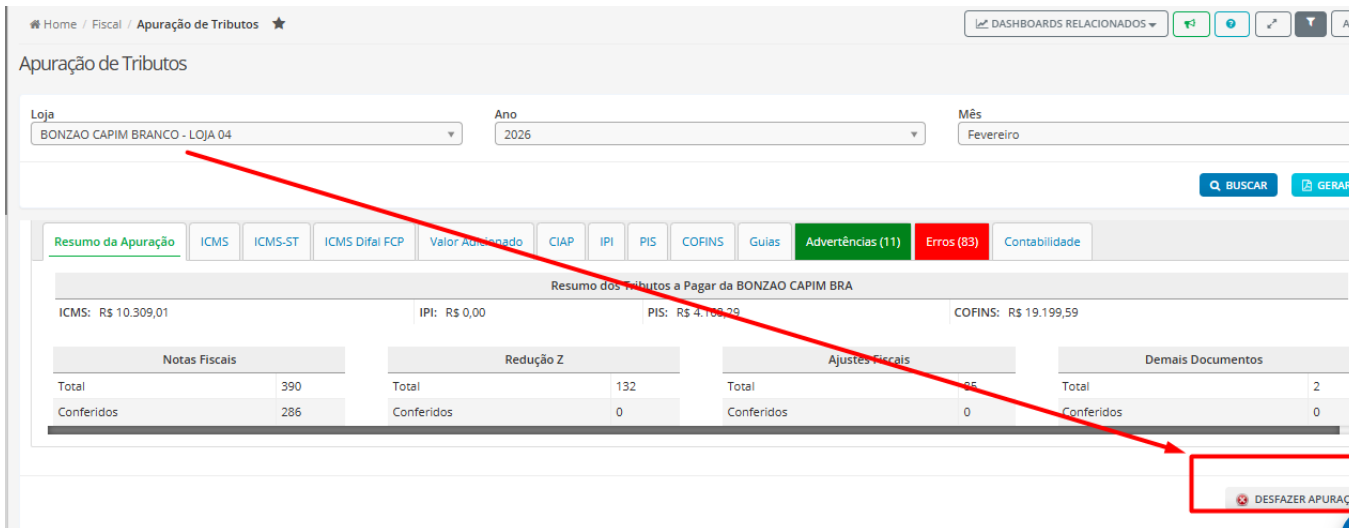 Home / Fiscal / Apuração de Tributos
DASHBOARDS RELACIONADOS
Apuração de Tributos
Loja Ano Mês
BONZAO CAPIM BRANCO - LOJA 04 2026 Fevereiro
BUSCAR GERAR
Resumo da Apuração ICMS ICMS-ST ICMS Difal FCP Valor Adicionado CIAP IPI PIS COFINS Guias Advertências (11) Erros (83) Contabilidade
Resumo dos Tributos a Pagar da BONZAO CAPIM BRA
ICMS: R$ 10.309,01 IPI: R$ 0,00 PIS: R$ COFINS: R$ 19.199,59
Notas Fiscais Redução Z Ajustes Fiscais Demais Documentos
Total 390 Total 132 Total Total 2
Conferidos 286 Conferidos 0 Conferidos 0 Conferidos 0
DESFAZER APURAÇ